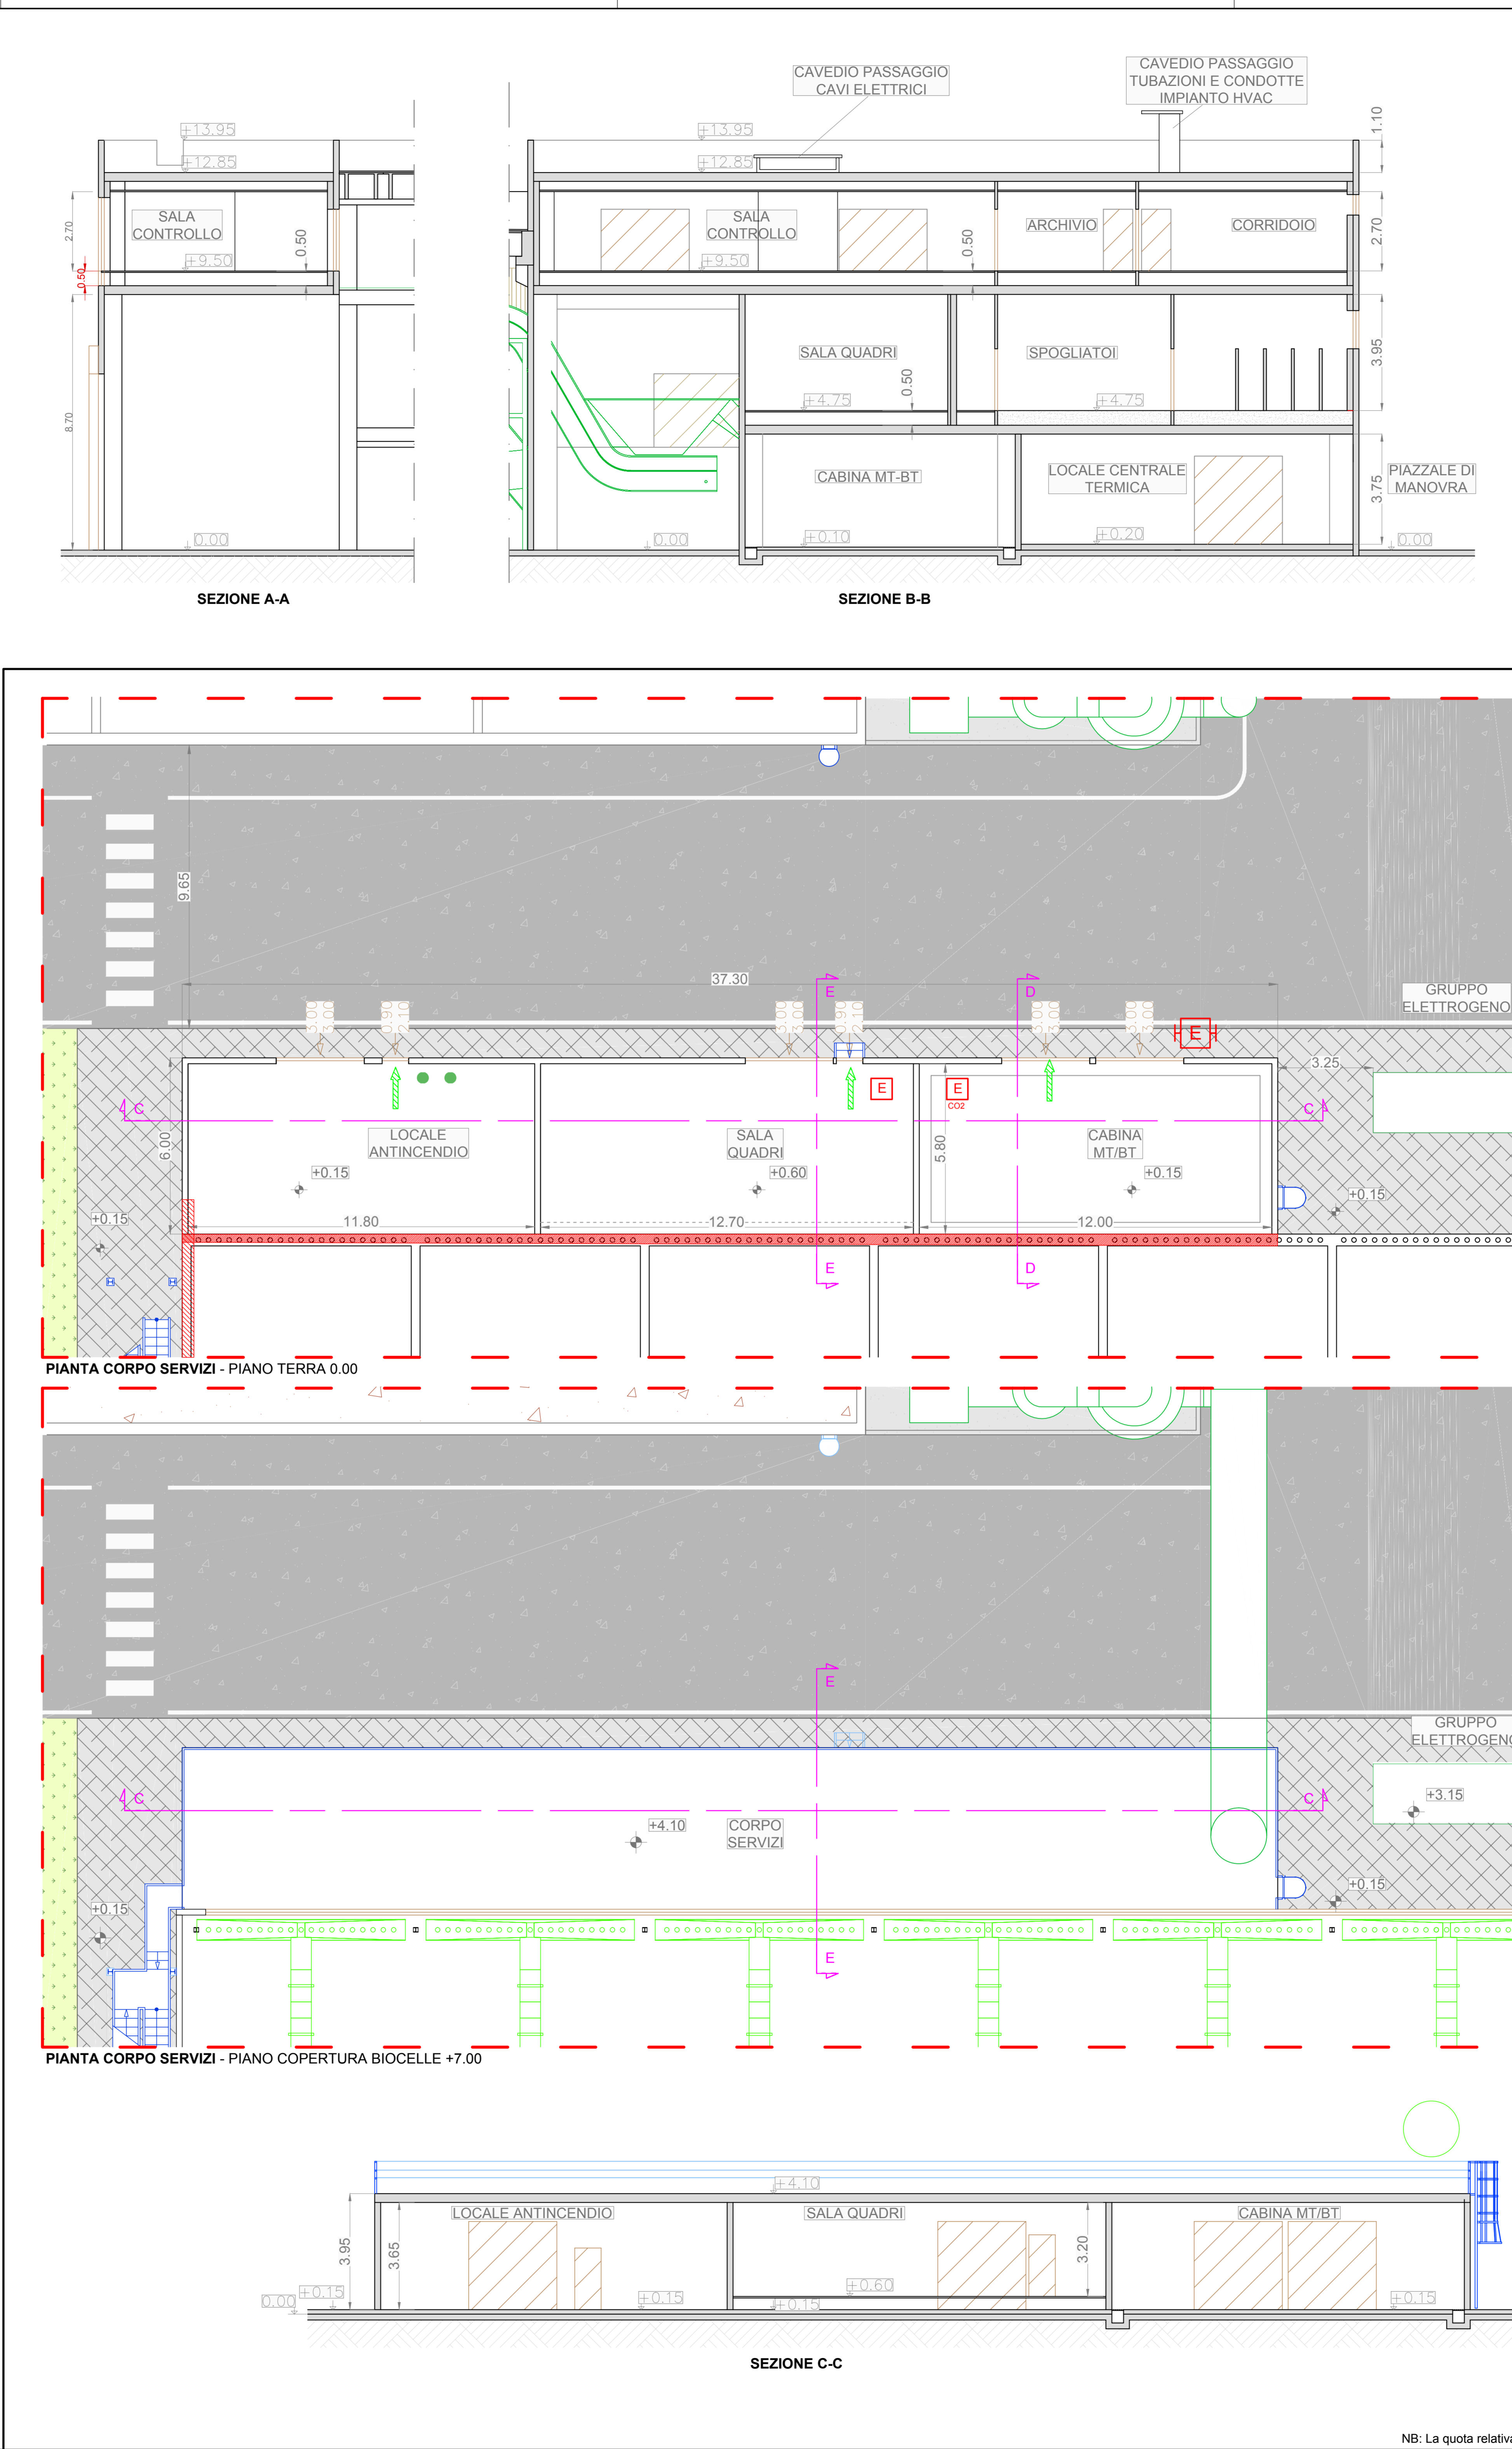 CAVEDIO PASSAGGIO
CAVI ELETTRICI
CAVEDIO PASSAGGIO
TUBAZIONI E CONDOTTE
IMPIANTO HVAC
+13.95
+12.85
+13.95
+12.85
1.10
2.70
SALA
CONTROLLO
0.50
+9.50
0.50
SALA
CONTROLLO
+9.50
0.50
ARCHIVIO
CORRIDOIO
2.70
8.70
SALA QUADRI
SPOGLIATOI
3.95
0.50
+4.75
+4.75
CABINA MT-BT
LOCALE CENTRALE
TERMICA
3.75
PIAZZALE DI
MANOVRA
0.00
0.00
+0.10
+0.20
0.00
SEZIONE A-A
SEZIONE B-B
9.65
37.30
E
D
GRUPPO
ELETTROGENO
E
3.25
E
E
CO2
C
C
6.00
LOCALE
ANTINCENDIO
SALA
QUADRI
5.80
CABINA
MT/BT
+0.15
+0.60
+0.15
+0.15
+0.15
11.80
12.70
12.00
E
D
PIANTA CORPO SERVIZI - PIANO TERRA 0.00
E
GRUPPO
ELETTROGENO
C
C
+3.15
+4.10
CORPO
SERVIZI
+0.15
+0.15
E
PIANTA CORPO SERVIZI - PIANO COPERTURA BIOCELLE +7.00
+4.10
LOCALE ANTINCENDIO
SALA QUADRI
CABINA MT/BT
3.95
3.65
3.20
+0.60
0.00
+0.15
+0.15
+0.15
+0.15
SEZIONE C-C
NB: La quota relativa